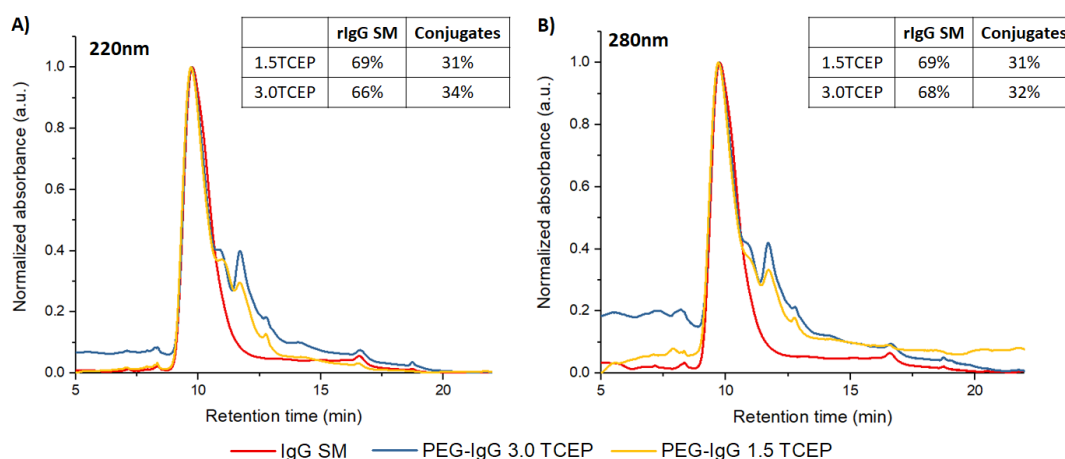 A)
220nm
rIgG SM Conjugates
1.5TCEP 69% 31%
3.0TCEP 66% 34%
Normalized absorbance (a.u.)
1.0
0.8
0.6
0.4
0.2
0.0
5 10 15 20
Retention time (min)
B)
280nm
rIgG SM Conjugates
1.5TCEP 69% 31%
3.0TCEP 68% 32%
Normalized absorbance (a.u.)
1.0
0.8
0.6
0.4
0.2
0.0
5 10 15 20
Retention time (min)
IgG SM PEG-IgG 3.0 TCEP PEG-IgG 1.5 TCEP